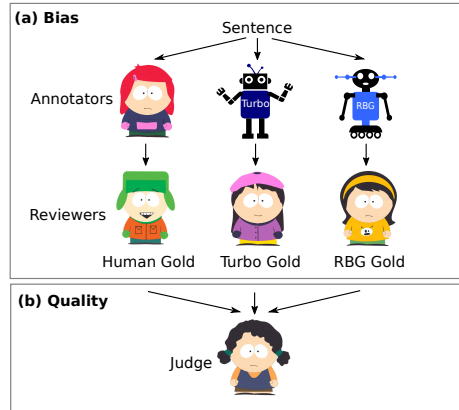 (a) Bias
Sentence
Annotators
Turbo
RBG
Reviewers
Human Gold Turbo Gold RBG Gold
(b) Quality
Judge